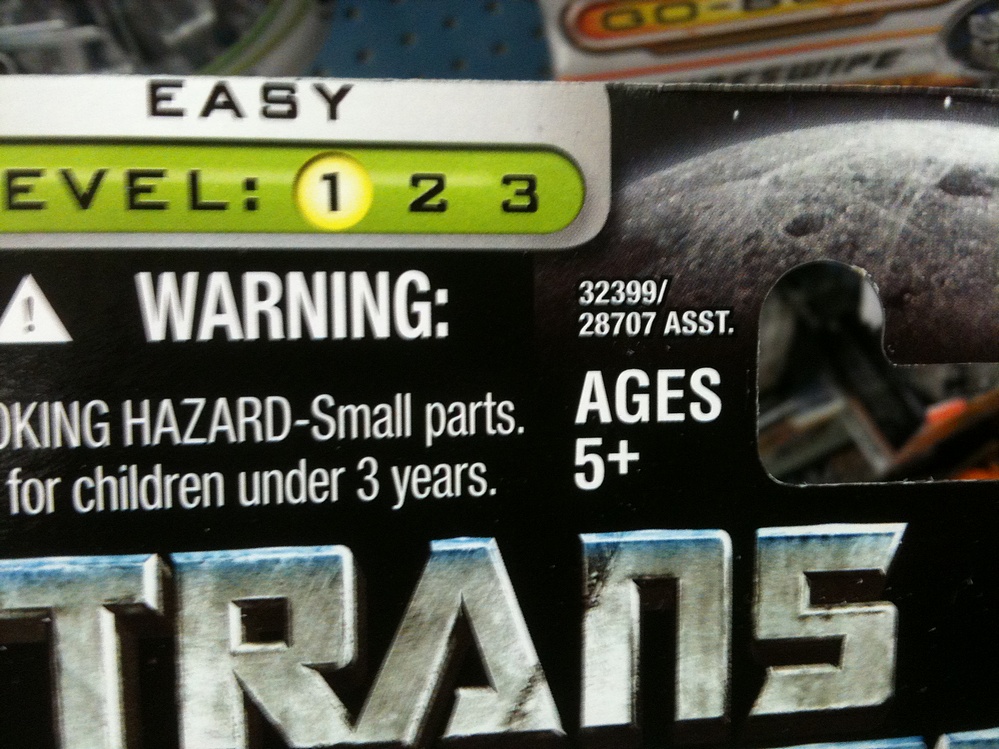 EASY
EVEL: 1 2 3
WARNING:
OKING HAZARD-Small parts.
for children under 3 years.
32399/
28707 ASST.
AGES
5+
TRANS